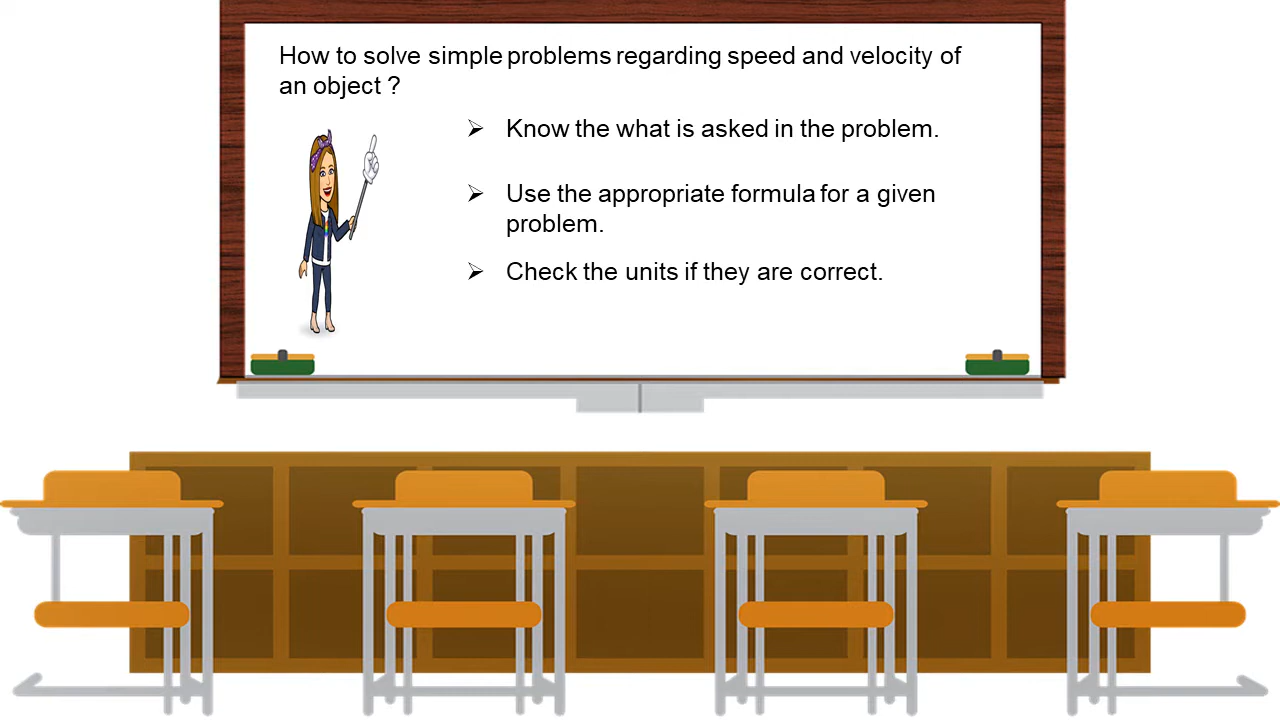 How to solve simple problems regarding speed and velocity of
an object ?
➢ Know the what is asked in the problem.
➢ Use the appropriate formula for a given
problem.
➢ Check the units if they are correct.